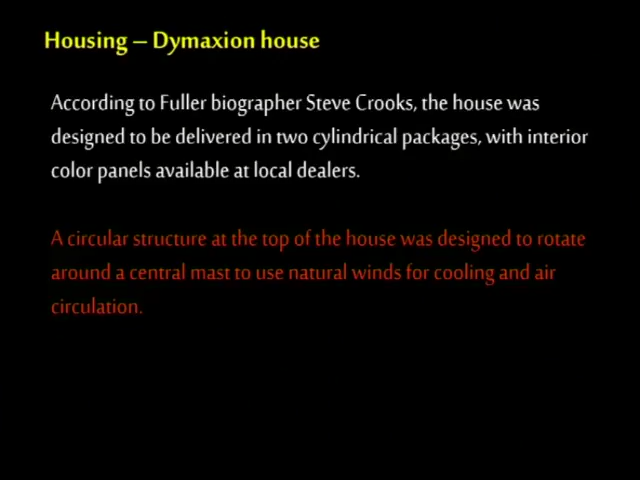 Housing – Dymaxion house
According to Fuller biographer Steve Crooks, the house was
designed to be delivered in two cylindrical packages, with interior
color panels available at local dealers.
A circular structure at the top of the house was designed to rotate
around a central mast to use natural winds for cooling and air
circulation.